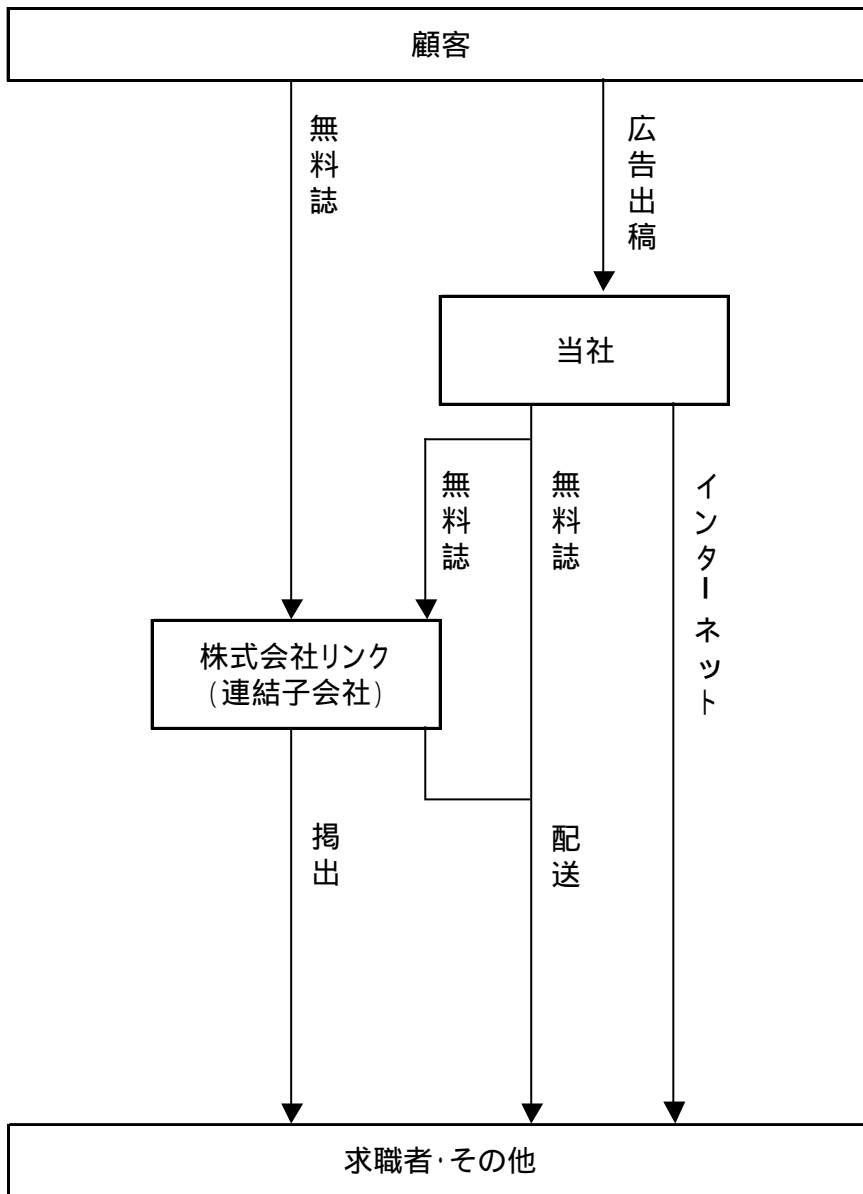 顧客
無料誌
広告出稿
当社
無料誌
無料誌
インターネット
株式会社リンク
(連結子会社)
掲出
配送
求職者・その他